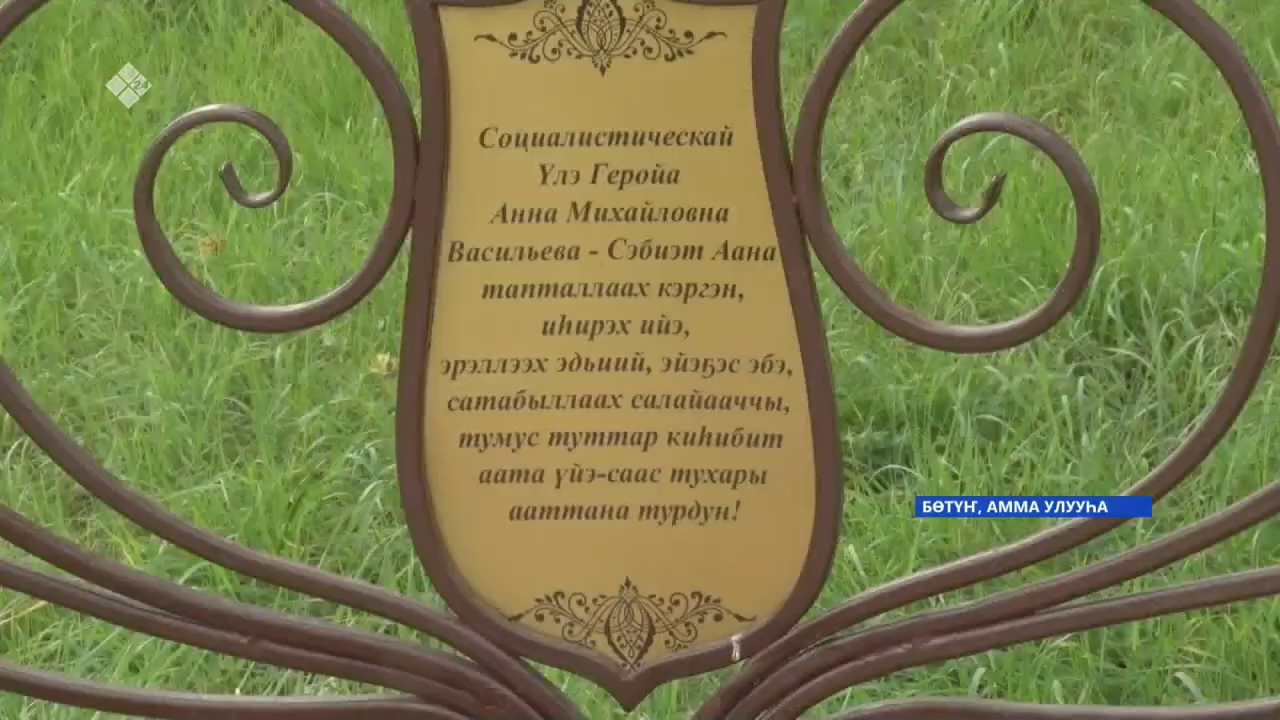 24
Социалистическай
Үлэ Геройа
Анна Михайловна
Васильева - Сэбиэт Аана
тапталлаах кэргэн,
иһирэх ийэ,
эрэллээх эдьиий, эйэҕэс эбэ,
сатабыллаах салайааччы,
тумус туттар киһибит
аата үйэ-саас тухары
ааттана турдун!
БӨТҮҤ, АММА УЛУУҺА